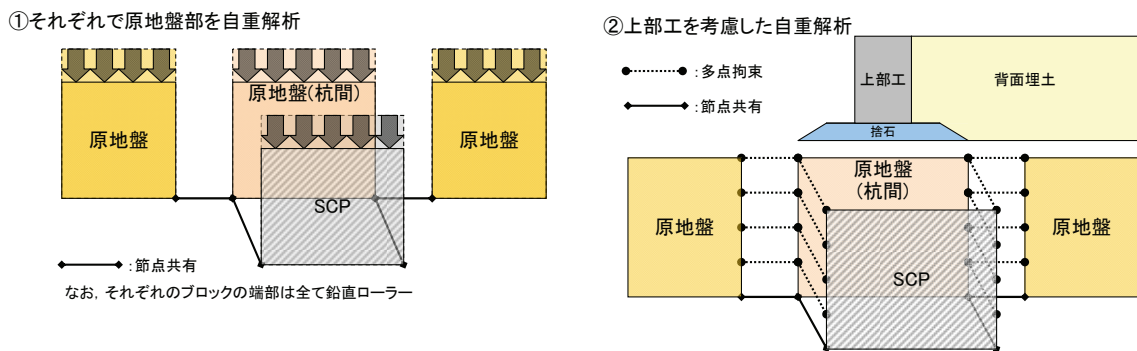 ①それぞれで原地盤部を自重解析
原地盤
原地盤(杭間)
SCP
原地盤
:節点共有
なお，それぞれのブロックの端部は全て鉛直ローラー
②上部工を考慮した自重解析
:多点拘束
:節点共有
上部工
背面埋土
捨石
原地盤
原地盤
(杭間)
SCP
原地盤